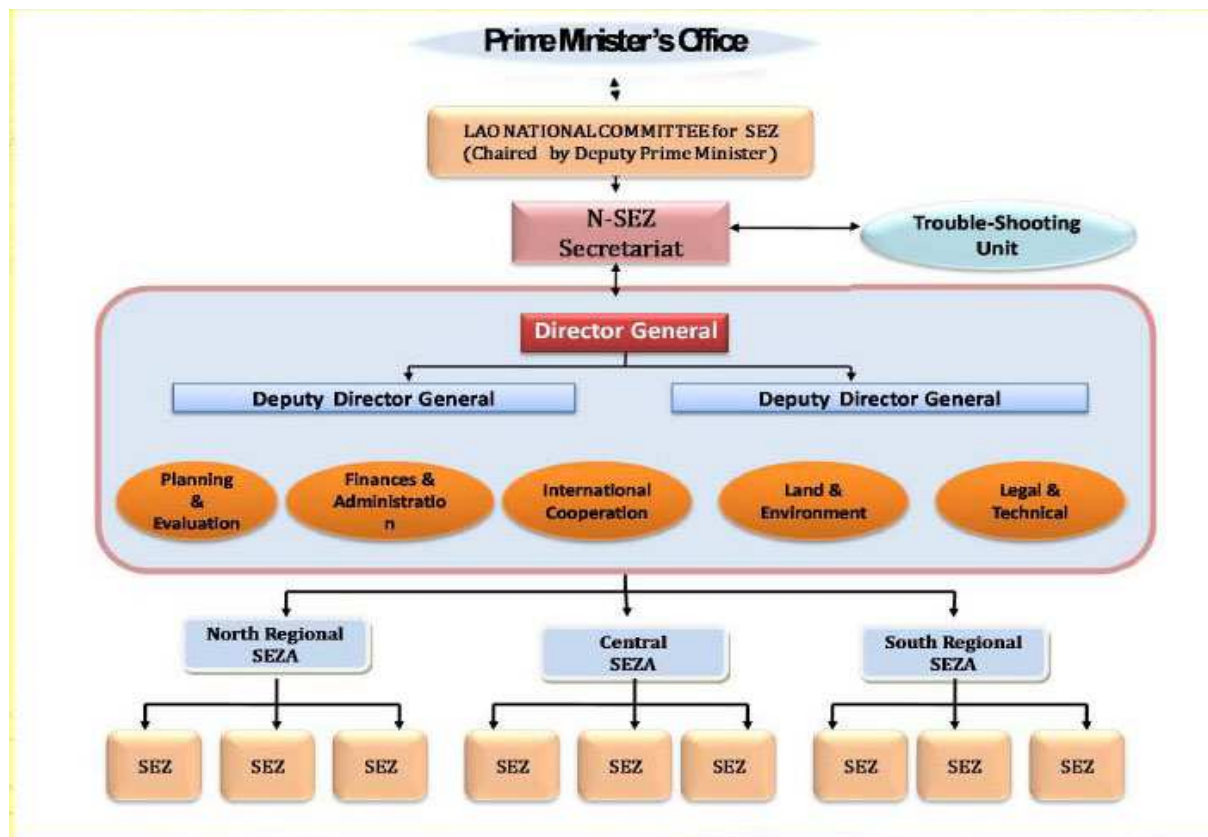 Prime Minister's Office
LAO NATIONAL COMMITTEE for SEZ
(Chaired by Deputy Prime Minister)
N-SEZ
Secretariat
Trouble-Shooting
Unit
Director General
Deputy Director General
Deputy Director General
Planning
&
Evaluation
Finances &
Administratio
n
International
Cooperation
Land &
Environment
Legal &
Technical
North Regional
SEZA
Central
SEZA
South Regional
SEZA
SEZ
SEZ
SEZ
SEZ
SEZ
SEZ
SEZ
SEZ
SEZ